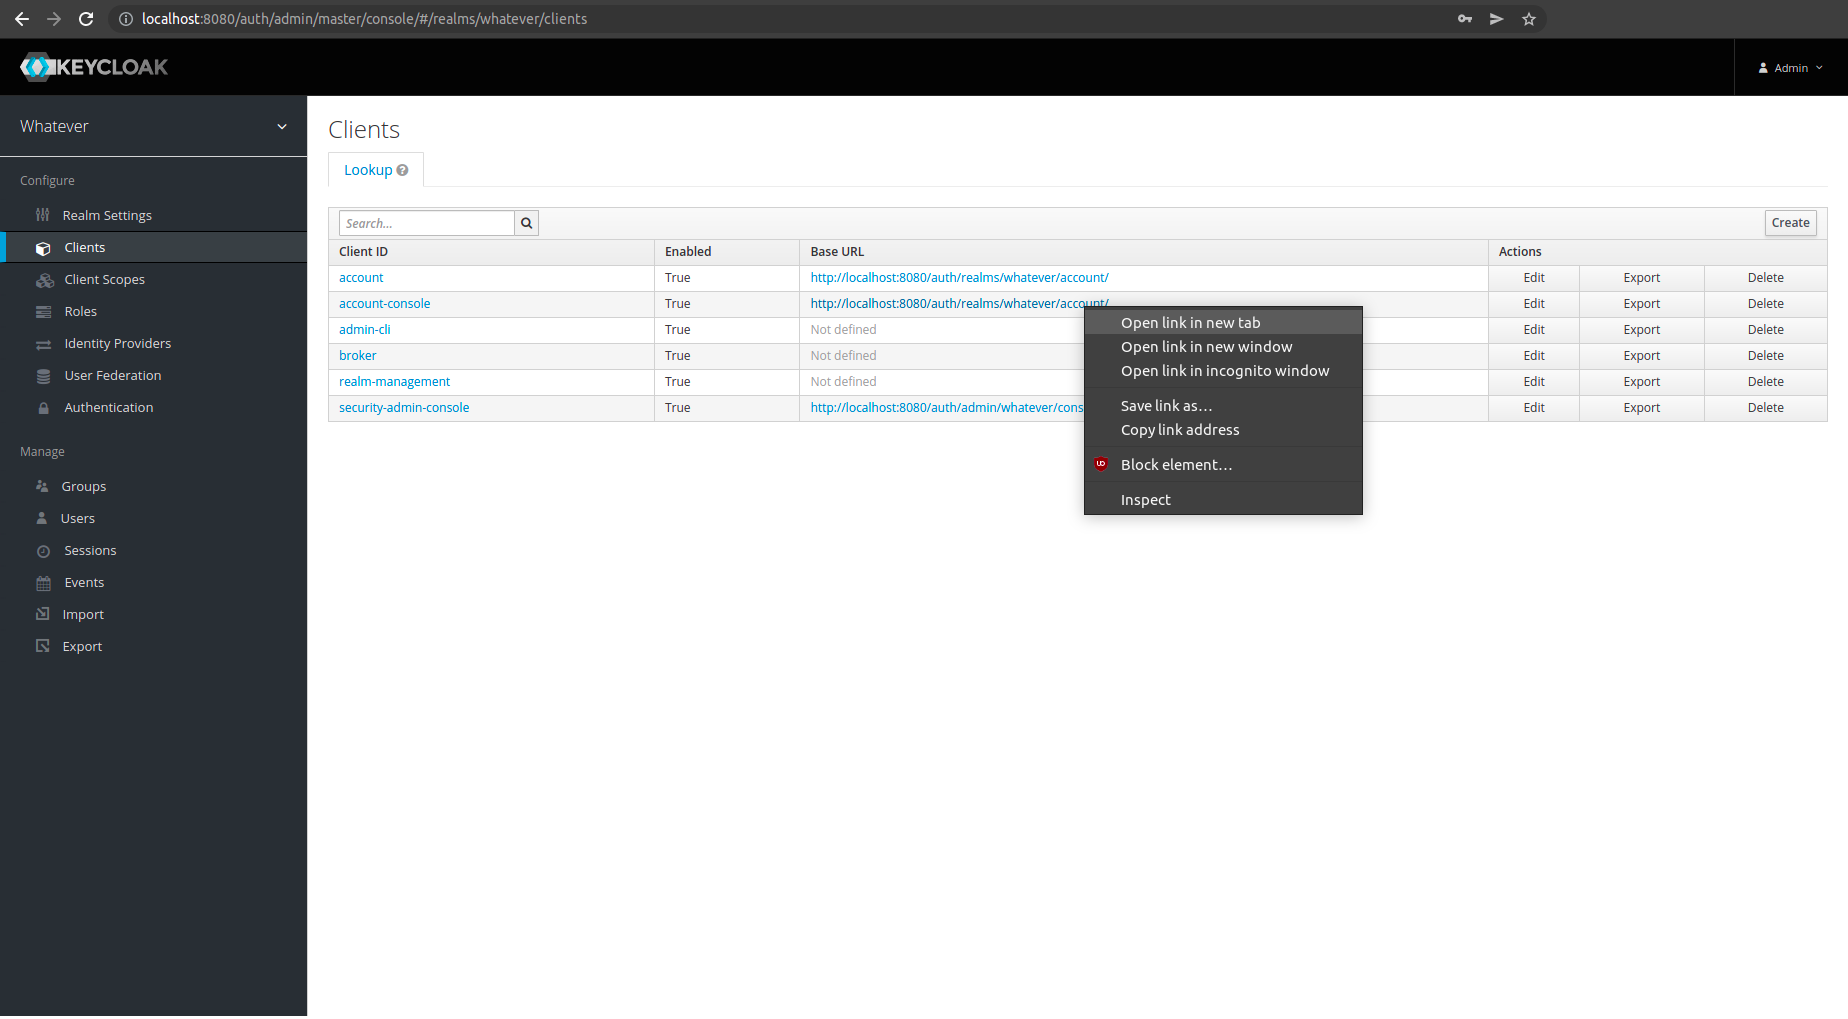 localhost:8080/auth/admin/master/console/#/realms/whatever/clients
KEYCLOAK
Admin
Whatever
Configure
Realm Settings
Clients
Client Scopes
Roles
Identity Providers
User Federation
Authentication
Manage
Groups
Users
Sessions
Events
Import
Export
Clients
Lookup ?
Search...
Create
Client ID Enabled Base URL Actions
account True http://localhost:8080/auth/realms/whatever/account/ Edit Export Delete
account-console True http://localhost:8080/auth/realms/whatever/account/ Edit Export Delete
admin-cli True Not defined Edit Export Delete
broker True Not defined Edit Export Delete
realm-management True Not defined Edit Export Delete
security-admin-console True http://localhost:8080/auth/admin/whatever/cons Edit Export Delete
Open link in new tab
Open link in new window
Open link in incognito window
Save link as...
Copy link address
Block element...
Inspect